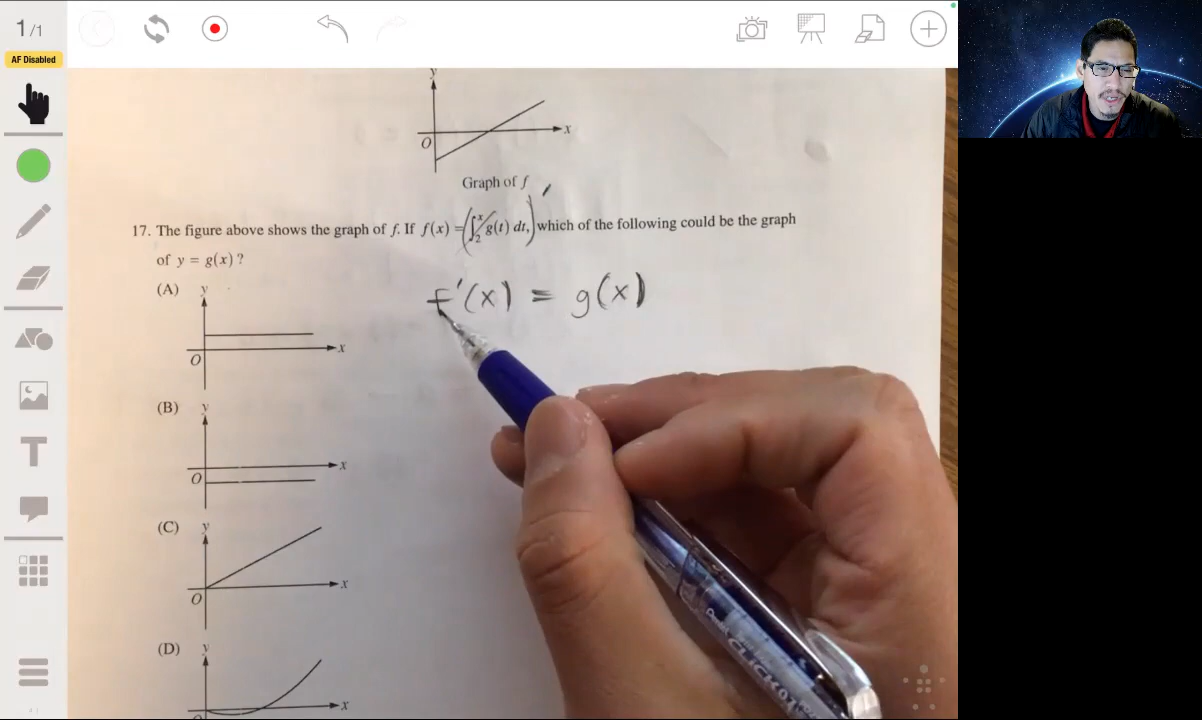 1/1
AF Disabled
T
y
O
x
Graph of f
17. The figure above shows the graph of f. If f(x) = (∫₂ˣ g(t) dt,)′ which of the following could be the graph
of y = g(x) ?
f′(x) = g(x)
(A) y
O
x
(B) y
O
x
(C) y
O
x
(D) y
x
CLICK